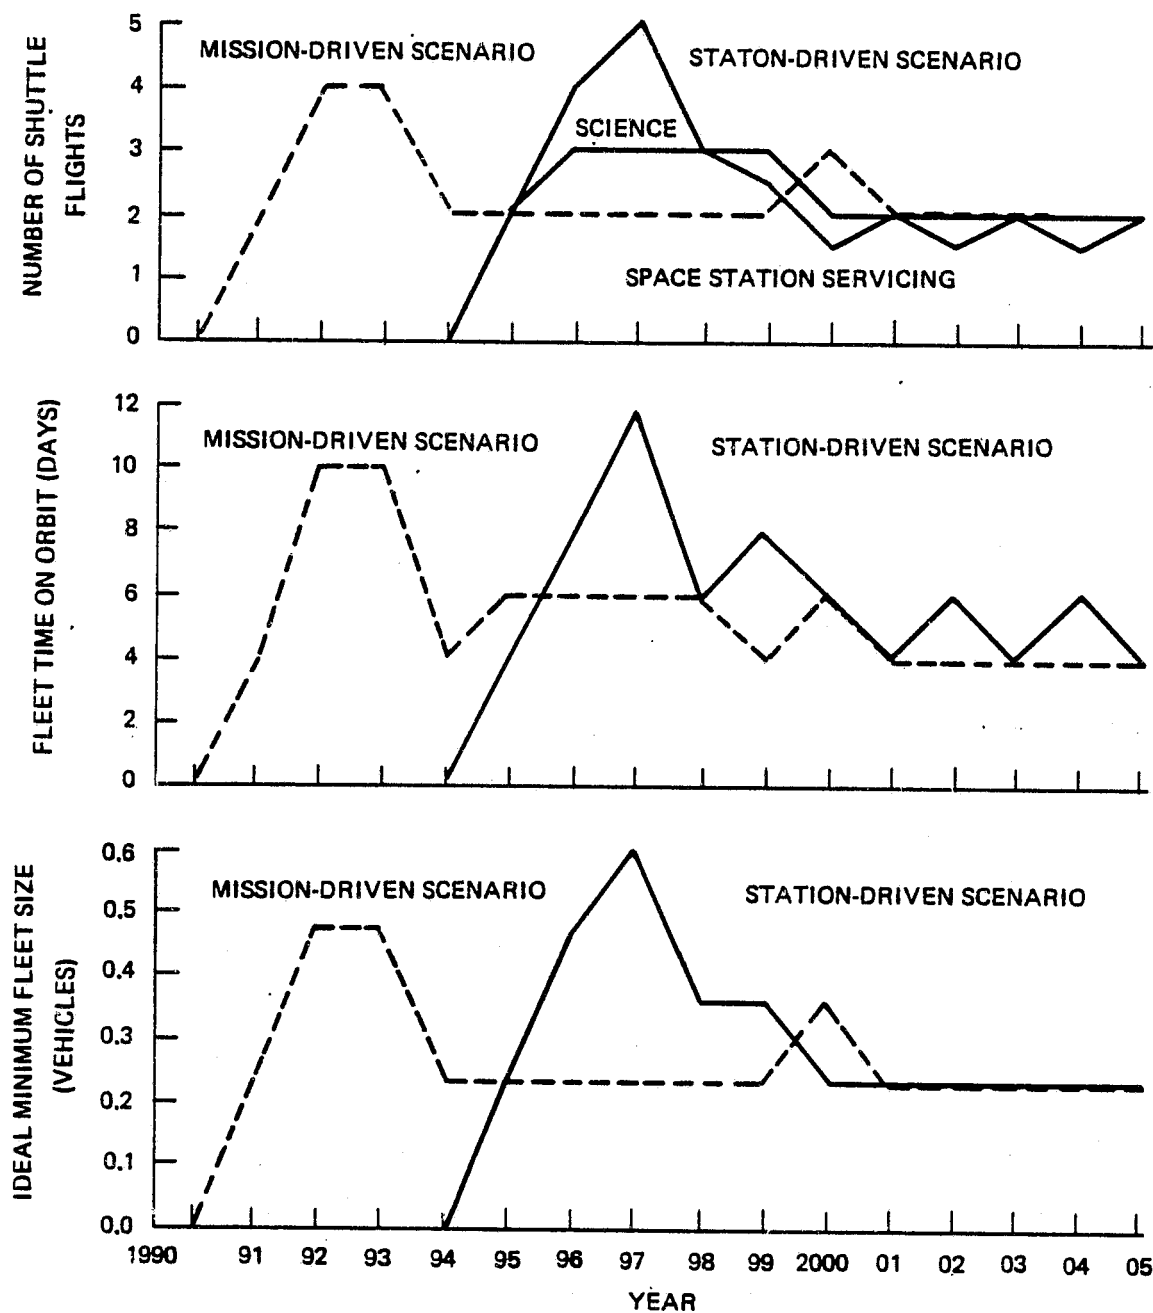 NUMBER OF SHUTTLE
FLIGHTS
5
4
3
2
1
0
MISSION-DRIVEN SCENARIO
STATON-DRIVEN SCENARIO
SCIENCE
SPACE STATION SERVICING
FLEET TIME ON ORBIT (DAYS)
12
10
8
6
4
2
0
MISSION-DRIVEN SCENARIO
STATION-DRIVEN SCENARIO
IDEAL MINIMUM FLEET SIZE
(VEHICLES)
0.6
0.5
0.4
0.3
0.2
0.1
0.0
MISSION-DRIVEN SCENARIO
STATION-DRIVEN SCENARIO
1990 91 92 93 94 95 96 97 98 99 2000 01 02 03 04 05
YEAR